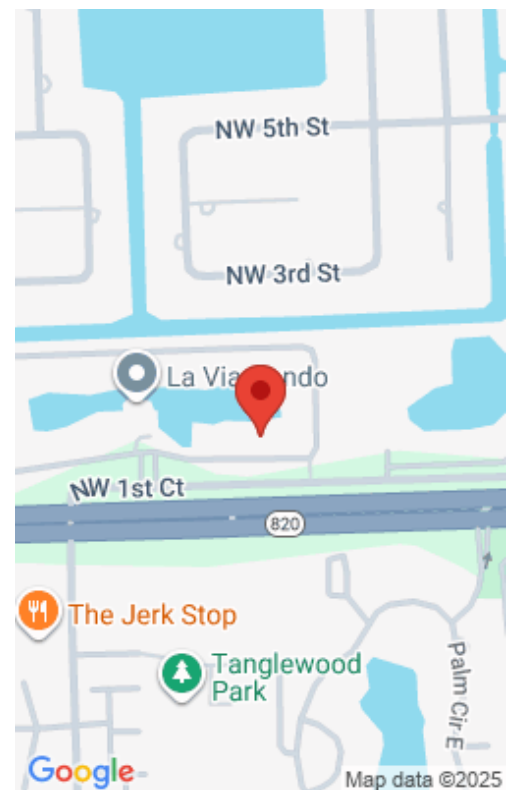 NW 5th St
NW 3rd St
La Via ndo
NW 1st Ct
820
The Jerk Stop
Tanglewood
Park
Palm Cir E
Google
Map data ©2025